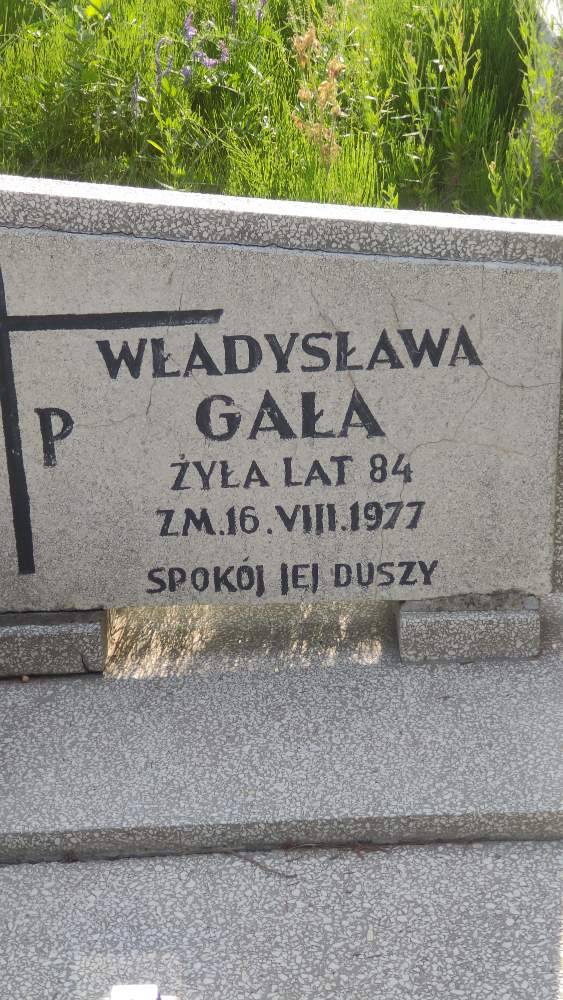 P
WŁADYSŁAWA
GAŁA
ŻYŁA LAT 84
ZM.16.VIII.1977
SPOKÓJ JEJ DUSZY